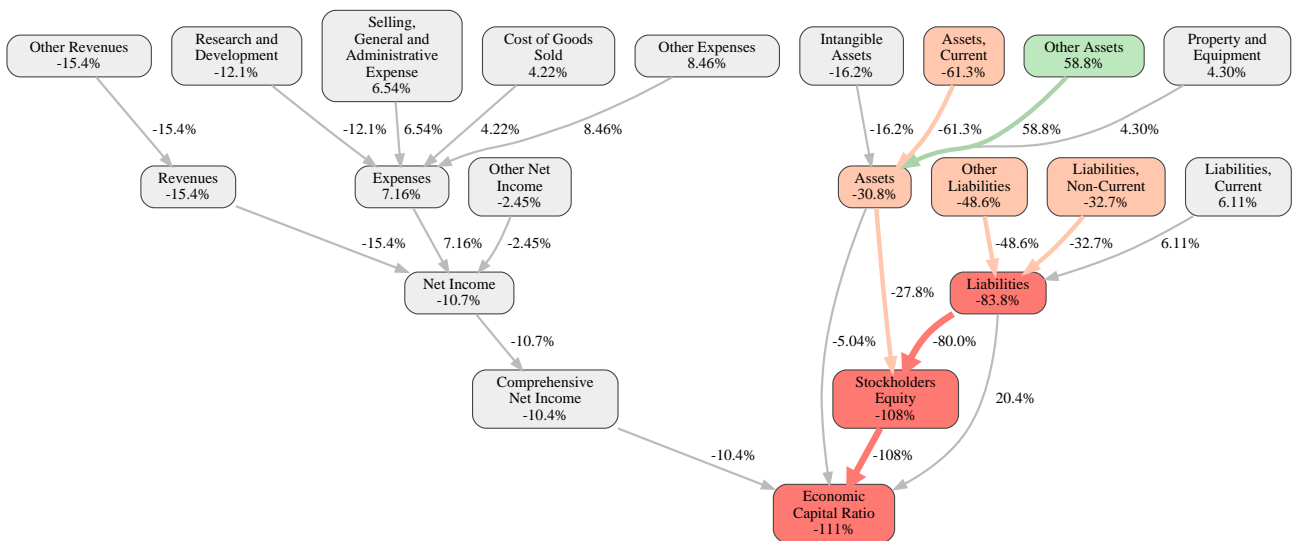 Other Revenues
-15.4%
Research and
Development
-12.1%
Selling,
General and
Administrative
Expense
6.54%
Cost of Goods
Sold
4.22%
Other Expenses
8.46%
Intangible
Assets
-16.2%
Assets,
Current
-61.3%
Other Assets
58.8%
Property and
Equipment
4.30%
-15.4%
-12.1%
6.54%
4.22%
8.46%
-16.2%
-61.3%
58.8%
4.30%
Revenues
-15.4%
Expenses
7.16%
Other Net
Income
-2.45%
Assets
-30.8%
Other
Liabilities
-48.6%
Liabilities,
Non-Current
-32.7%
Liabilities,
Current
6.11%
-15.4%
7.16%
-2.45%
-48.6%
-32.7%
6.11%
Net Income
-10.7%
-27.8%
Liabilities
-83.8%
-10.7%
-5.04%
-80.0%
Comprehensive
Net Income
-10.4%
Stockholders
Equity
-108%
20.4%
-10.4%
-108%
Economic
Capital Ratio
-111%